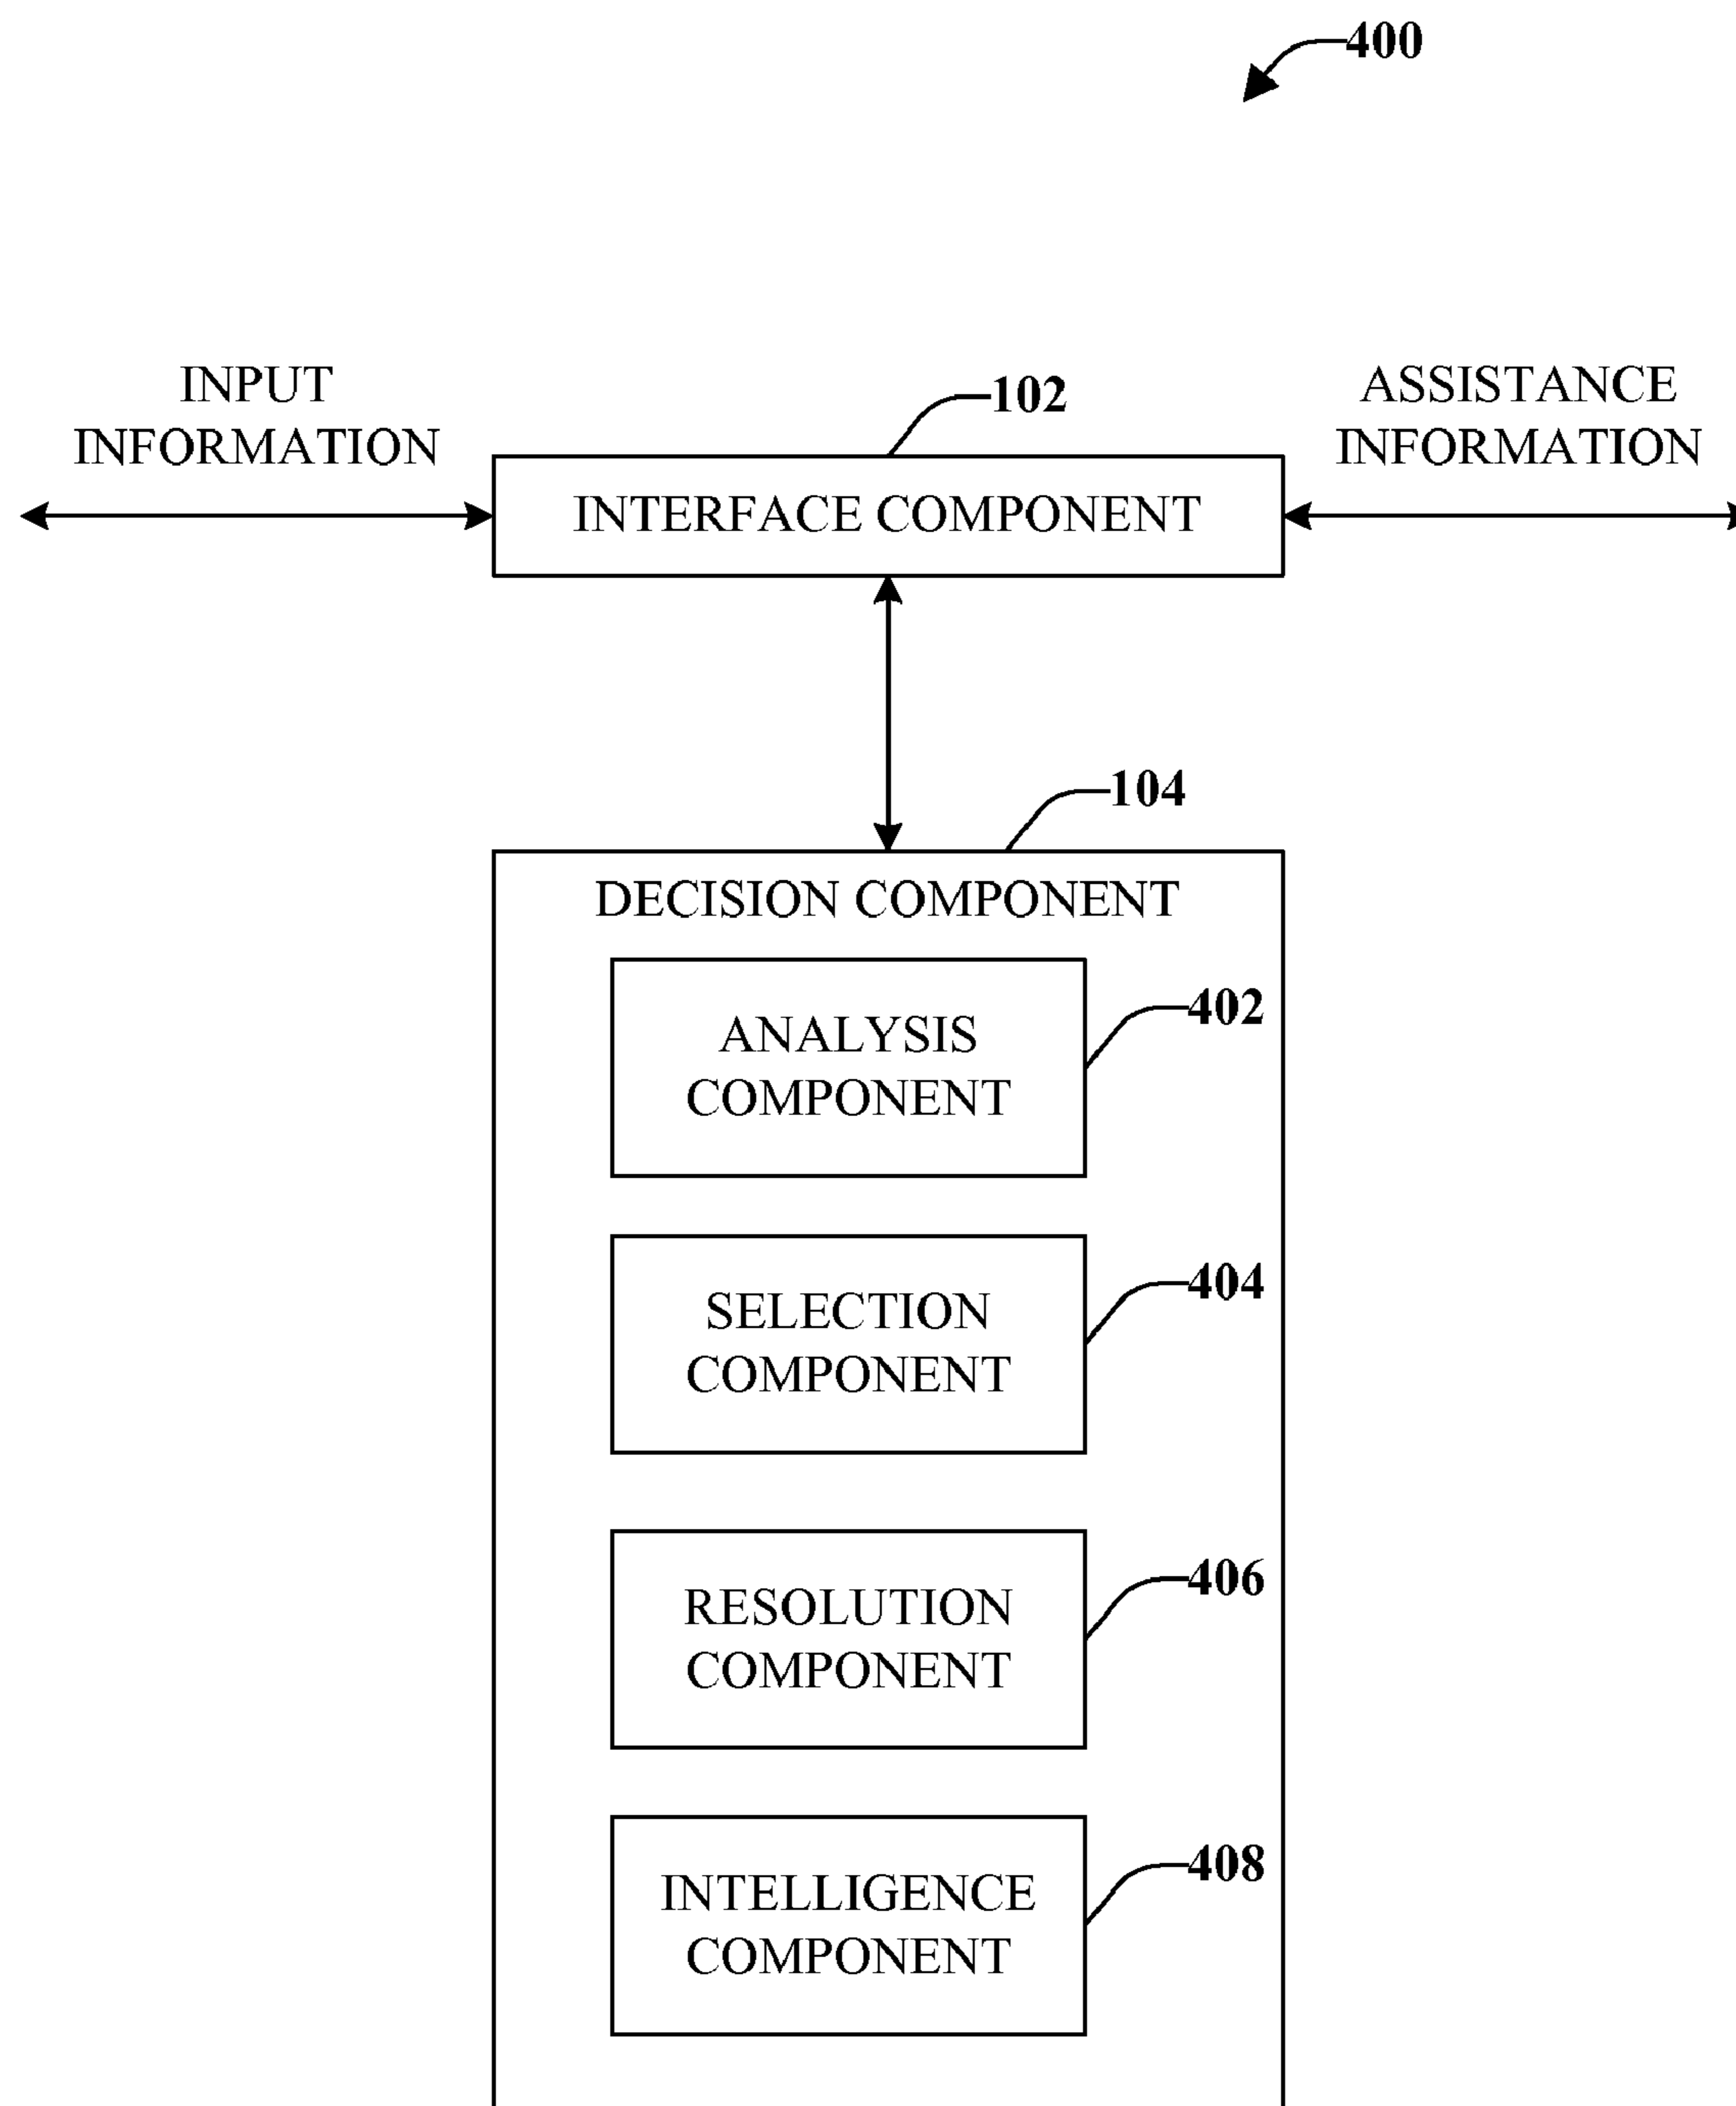 400
INPUT
INFORMATION
102
ASSISTANCE
INFORMATION
INTERFACE COMPONENT
104
DECISION COMPONENT
ANALYSIS
COMPONENT
402
SELECTION
COMPONENT
404
RESOLUTION
COMPONENT
406
INTELLIGENCE
COMPONENT
408